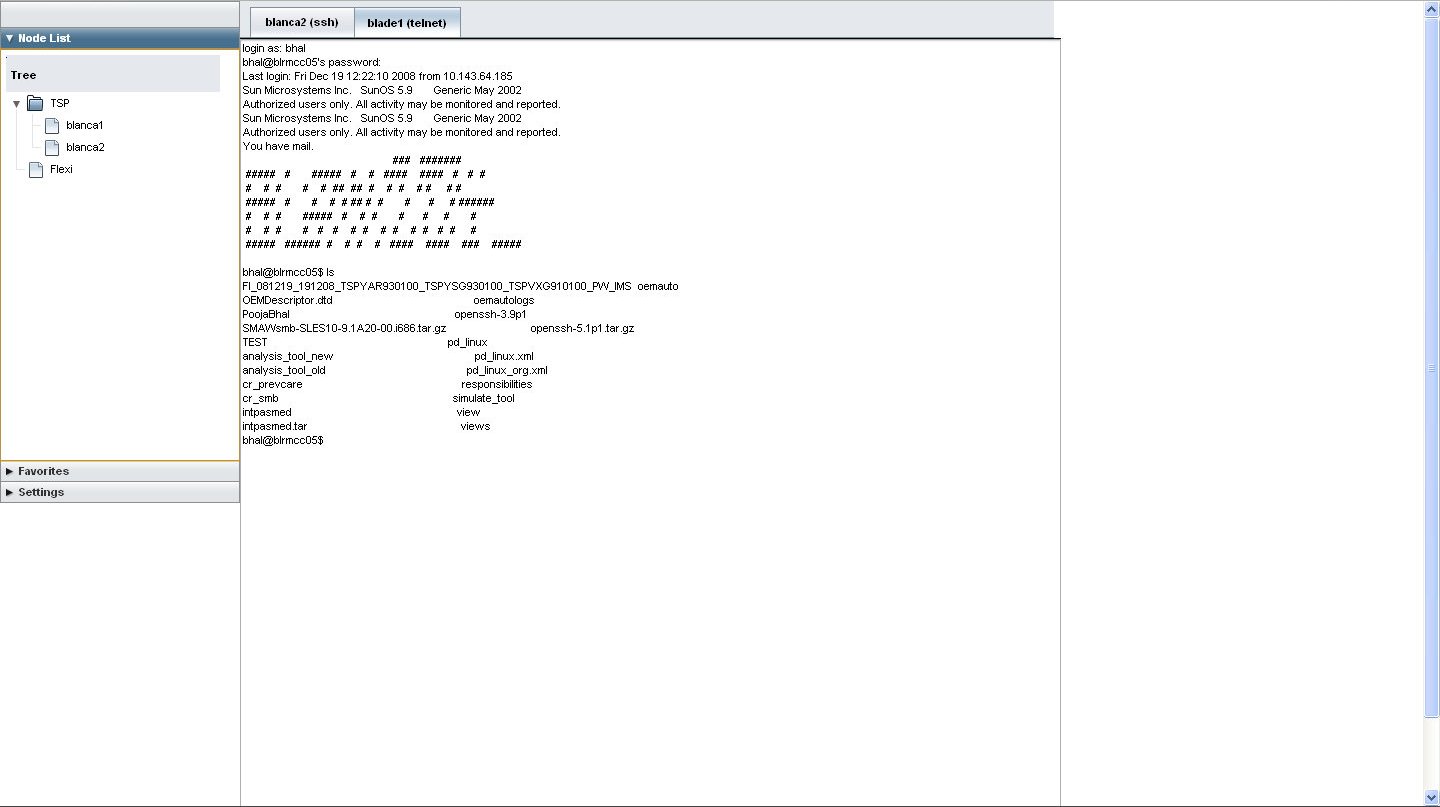 blanca2 (ssh)
blade1 (telnet)
Node List
Tree
TSP
blanca1
blanca2
Flexi
Favorites
Settings
login as: bhal
bhal@blrmcc05's password:
Last login: Fri Dec 19 12:22:10 2008 from 10.143.64.185
Sun Microsystems Inc. SunOS 5.9 Generic May 2002
Authorized users only. All activity may be monitored and reported.
Sun Microsystems Inc. SunOS 5.9 Generic May 2002
Authorized users only. All activity may be monitored and reported.
You have mail.
### #######
##### # ##### # # #### #### # # #
# # # # # ## ## # # # # # # #
##### # # # # ## # # # # # ######
# # # ##### # # # # # # #
# # # # # # # # # # # # # # #
##### ###### # # # # #### #### ### #####
bhal@blrmcc05$ ls
FI_081219_191208_TSPYAR930100_TSPYSG930100_TSPVXG910100_PW_IMS oemauto
OEMDescriptor.dtd oemautologs
PoojaBhal openssh-3.9p1
SMAWsmb-SLES10-9.1A20-00.i686.tar.gz openssh-5.1p1.tar.gz
TEST pd_linux
analysis_tool_new pd_linux.xml
analysis_tool_old pd_linux_org.xml
cr_prevcare responsibilities
cr_smb simulate_tool
intpasmed view
intpasmed.tar views
bhal@blrmcc05$